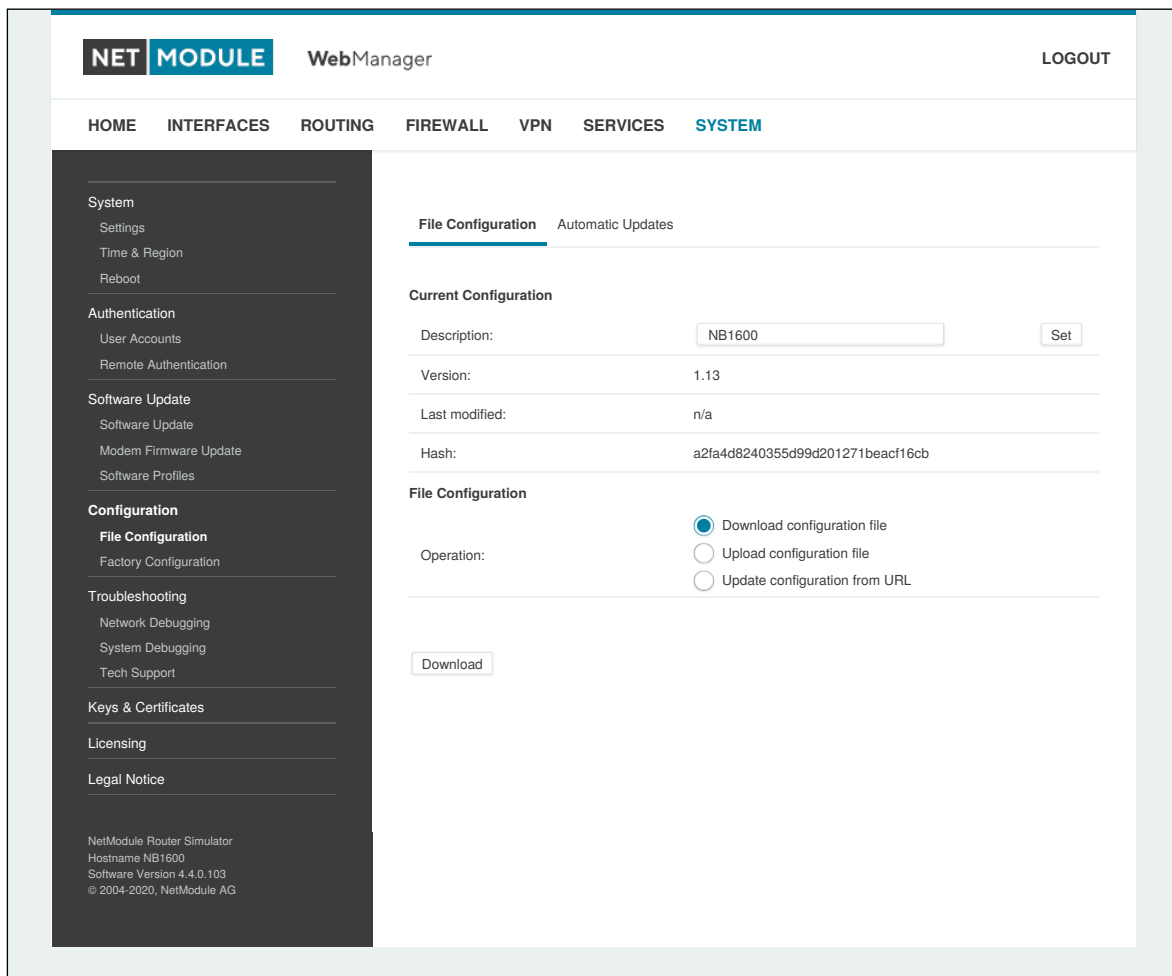 NET MODULE WebManager LOGOUT
HOME INTERFACES ROUTING FIREWALL VPN SERVICES SYSTEM
System
Settings
Time & Region
Reboot
Authentication
User Accounts
Remote Authentication
Software Update
Software Update
Modem Firmware Update
Software Profiles
Configuration
File Configuration
Factory Configuration
Troubleshooting
Network Debugging
System Debugging
Tech Support
Keys & Certificates
Licensing
Legal Notice
NetModule Router Simulator
Hostname NB1600
Software Version 4.4.0.103
© 2004-2020, NetModule AG
File Configuration Automatic Updates
Current Configuration
Description: NB1600 Set
Version: 1.13
Last modified: n/a
Hash: a2fa4d8240355d99d201271beacf16cb
File Configuration
Operation:
Download configuration file
Upload configuration file
Update configuration from URL
Download